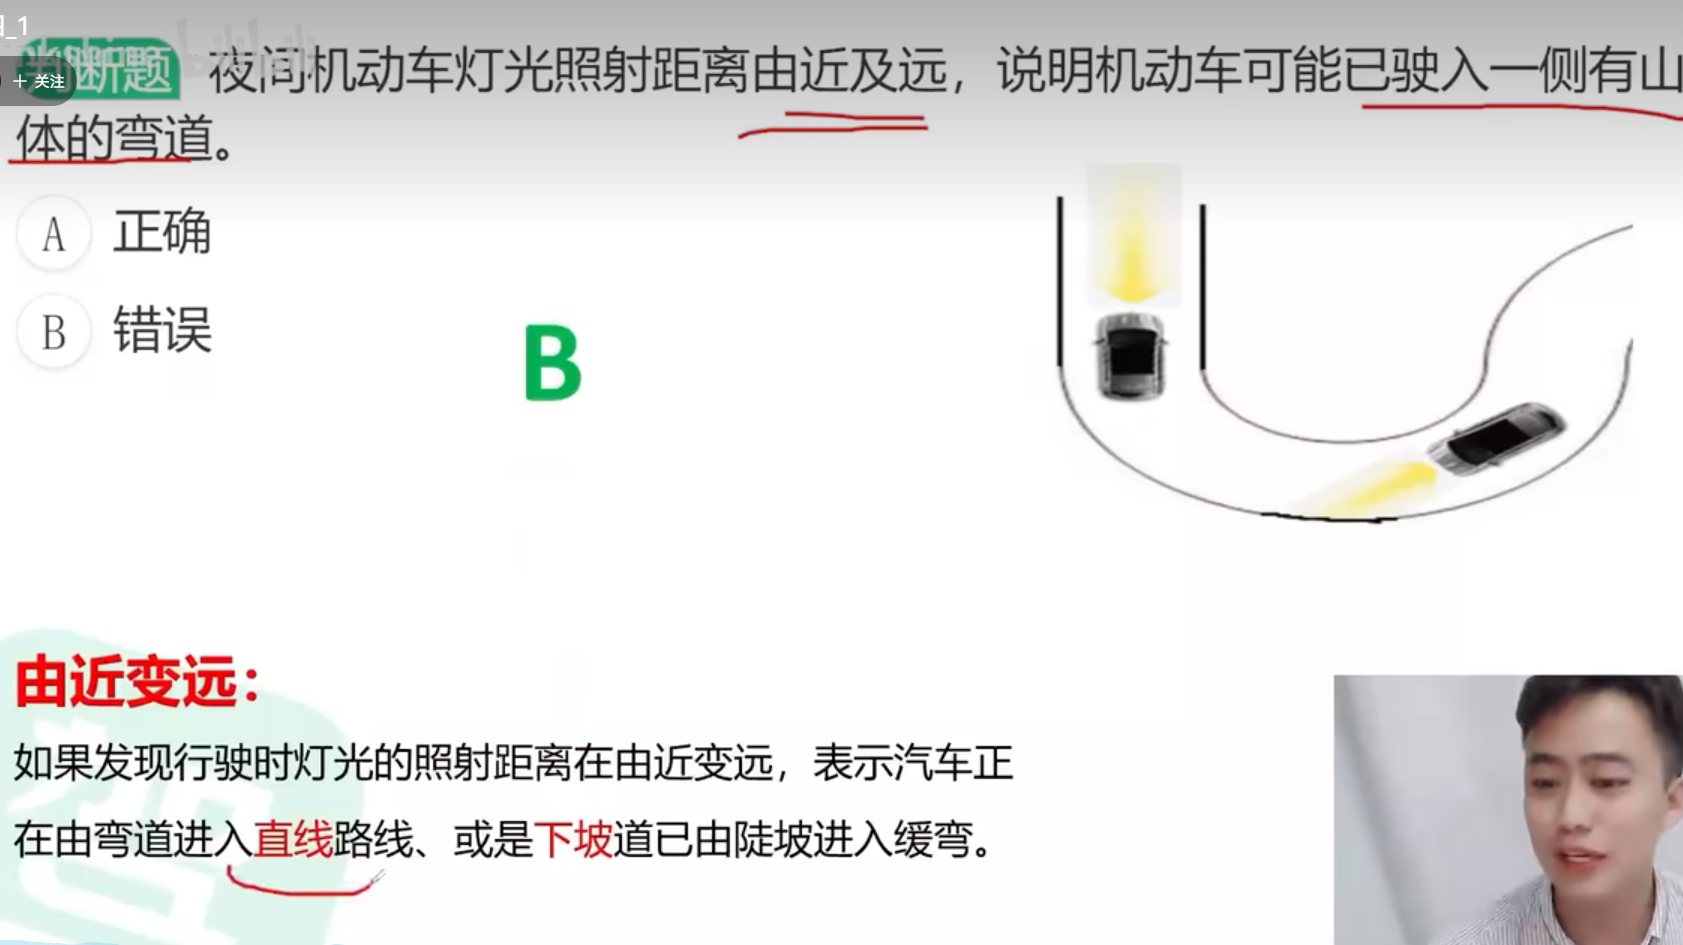 _1
+ 关注
判断题 夜间机动车灯光照射距离由近及远，说明机动车可能已驶入一侧有山
体的弯道。
A 正确
B 错误
B
由近变远：
如果发现行驶时灯光的照射距离在由近变远，表示汽车正
在由弯道进入直线路线、或是下坡道已由陡坡进入缓弯。